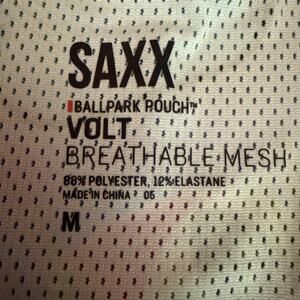 SAXX
BALLPARK POUCH™
VOLT
BREATHABLE MESH
88% POLYESTER, 12% ELASTANE
MADE IN CHINA 05
M